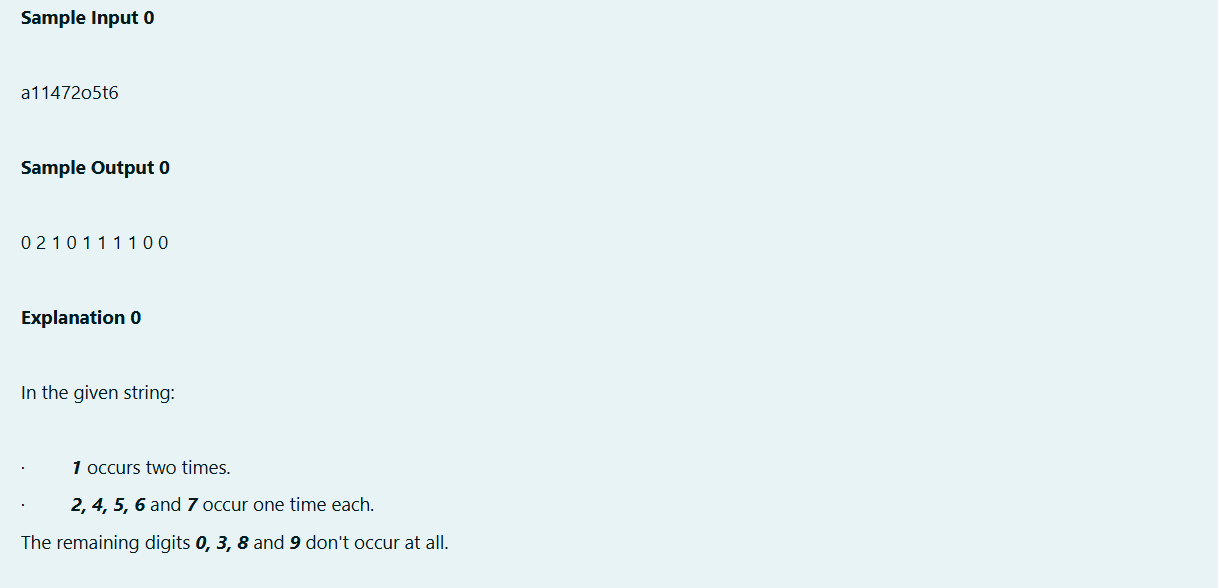 Sample Input 0
a11472o5t6
Sample Output 0
0 2 1 0 1 1 1 1 0 0
Explanation 0
In the given string:
· 1 occurs two times.
· 2, 4, 5, 6 and 7 occur one time each.
The remaining digits 0, 3, 8 and 9 don't occur at all.